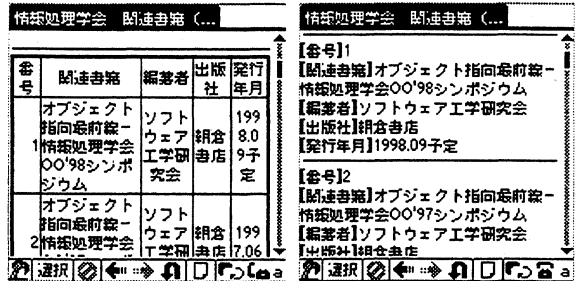 情報処理学会 関連書籍 (...
番号
関連書籍
編著者
出版社
発行年月
1
オブジェクト
指向最前線−
情報処理学会
OO'98シンポ
ジウム
ソフト
ウェア
工学研
究会
朝倉
書店
199
8.0
9予
定
2
オブジェクト
指向最前線−
情報処理学会
ソフト
ウェア
工学研
朝倉
書店
199
7.06
選択
a
情報処理学会 関連書籍 (...
【番号】1
【関連書籍】オブジェクト指向最前線−
情報処理学会OO'98シンポジウム
【編著者】ソフトウェア工学研究会
【出版社】朝倉書店
【発行年月】1998.09予定
【番号】2
【関連書籍】オブジェクト指向最前線−
情報処理学会OO'97シンポジウム
【編著者】ソフトウェア工学研究会
【出版社】朝倉書店
選択
a